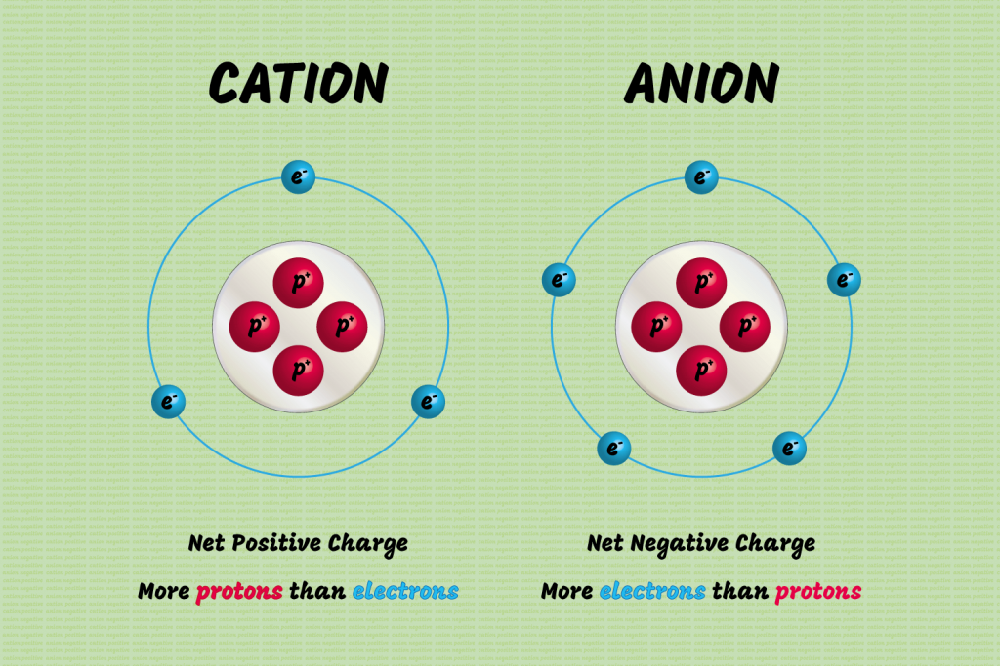 CATION
ANION
e-
p+
p+
p+
p+
e-
e-
e-
e-
e-
p+
p+
p+
p+
e-
e-
Net Positive Charge
More protons than electrons
Net Negative Charge
More electrons than protons